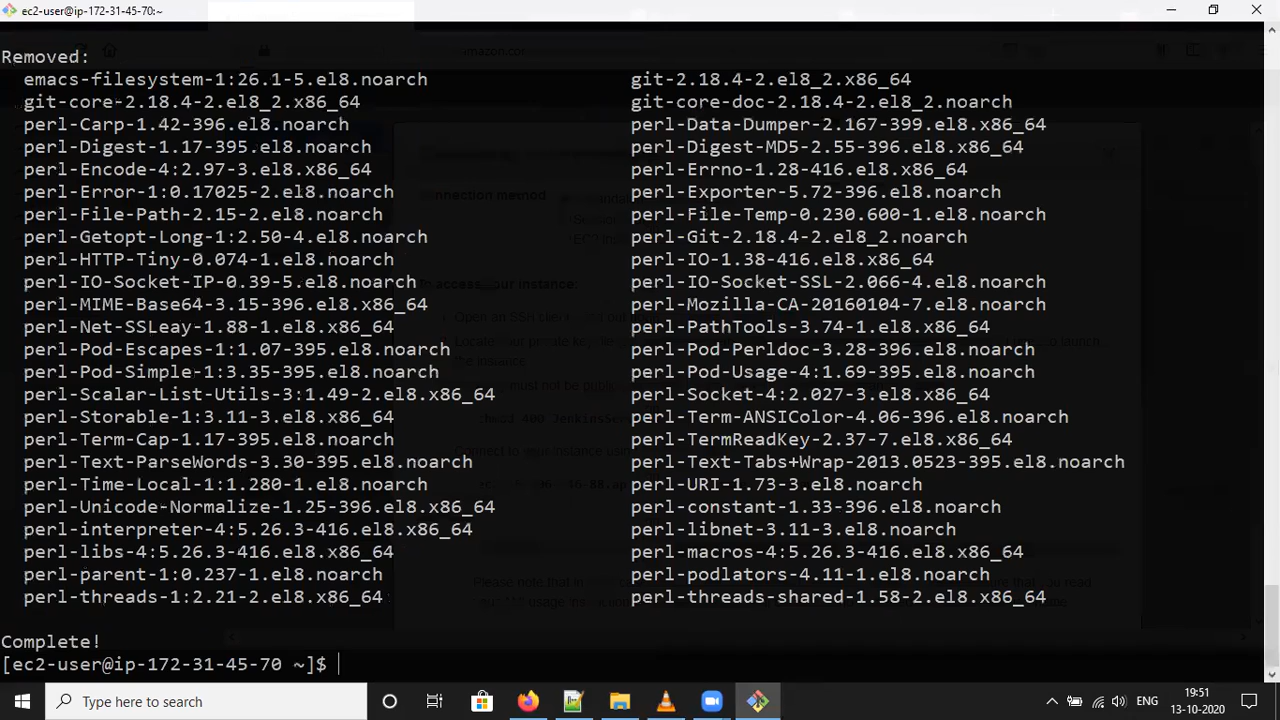 ec2-user@ip-172-31-45-70:~
Removed:
emacs-filesystem-1:26.1-5.el8.noarch git-2.18.4-2.el8_2.x86_64
git-core-2.18.4-2.el8_2.x86_64 git-core-doc-2.18.4-2.el8_2.noarch
perl-Carp-1.42-396.el8.noarch perl-Data-Dumper-2.167-399.el8.x86_64
perl-Digest-1.17-395.el8.noarch perl-Digest-MD5-2.55-396.el8.x86_64
perl-Encode-4:2.97-3.el8.x86_64 perl-Errno-1.28-416.el8.x86_64
perl-Error-1:0.17025-2.el8.noarch perl-Exporter-5.72-396.el8.noarch
perl-File-Path-2.15-2.el8.noarch perl-File-Temp-0.230.600-1.el8.noarch
perl-Getopt-Long-1:2.50-4.el8.noarch perl-Git-2.18.4-2.el8_2.noarch
perl-HTTP-Tiny-0.074-1.el8.noarch perl-IO-1.38-416.el8.x86_64
perl-IO-Socket-IP-0.39-5.el8.noarch perl-IO-Socket-SSL-2.066-4.el8.noarch
perl-MIME-Base64-3.15-396.el8.x86_64 perl-Mozilla-CA-20160104-7.el8.noarch
perl-Net-SSLeay-1.88-1.el8.x86_64 perl-PathTools-3.74-1.el8.x86_64
perl-Pod-Escapes-1:1.07-395.el8.noarch perl-Pod-Perldoc-3.28-396.el8.noarch
perl-Pod-Simple-1:3.35-395.el8.noarch perl-Pod-Usage-4:1.69-395.el8.noarch
perl-Scalar-List-Utils-3:1.49-2.el8.x86_64 perl-Socket-4:2.027-3.el8.x86_64
perl-Storable-1:3.11-3.el8.x86_64 perl-Term-ANSIColor-4.06-396.el8.noarch
perl-Term-Cap-1.17-395.el8.noarch perl-TermReadKey-2.37-7.el8.x86_64
perl-Text-ParseWords-3.30-395.el8.noarch perl-Text-Tabs+Wrap-2013.0523-395.el8.noarch
perl-Time-Local-1:1.280-1.el8.noarch perl-URI-1.73-3.el8.noarch
perl-Unicode-Normalize-1.25-396.el8.x86_64 perl-constant-1.33-396.el8.noarch
perl-interpreter-4:5.26.3-416.el8.x86_64 perl-libnet-3.11-3.el8.noarch
perl-libs-4:5.26.3-416.el8.x86_64 perl-macros-4:5.26.3-416.el8.x86_64
perl-parent-1:0.237-1.el8.noarch perl-podlators-4.11-1.el8.noarch
perl-threads-1:2.21-2.el8.x86_64 perl-threads-shared-1.58-2.el8.x86_64
Complete!
[ec2-user@ip-172-31-45-70 ~]$
Type here to search
ENG
19:51
13-10-2020